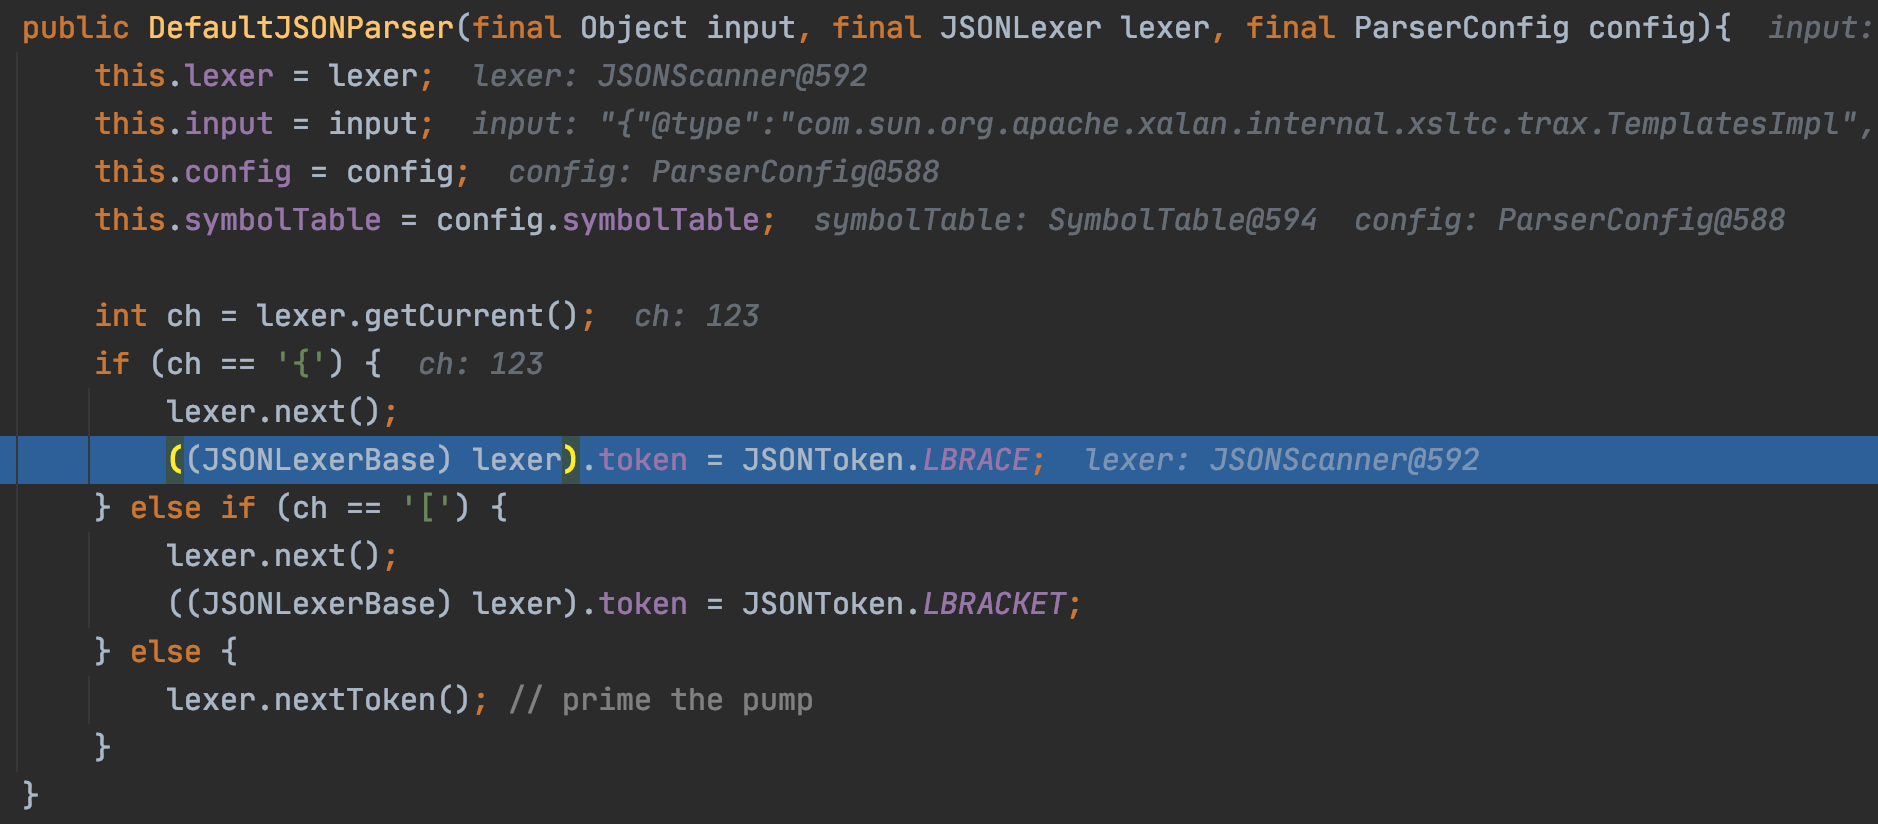 public DefaultJSONParser(final Object input, final JSONLexer lexer, final ParserConfig config){  input:
    this.lexer = lexer;  lexer: JSONScanner@592
    this.input = input;  input: "{"@type":"com.sun.org.apache.xalan.internal.xsltc.trax.TemplatesImpl",
    this.config = config;  config: ParserConfig@588
    this.symbolTable = config.symbolTable;  symbolTable: SymbolTable@594  config: ParserConfig@588
    int ch = lexer.getCurrent();  ch: 123
    if (ch == '{') {  ch: 123
        lexer.next();
        ((JSONLexerBase) lexer).token = JSONToken.LBRACE;  lexer: JSONScanner@592
    } else if (ch == '[') {
        lexer.next();
        ((JSONLexerBase) lexer).token = JSONToken.LBRACKET;
    } else {
        lexer.nextToken(); // prime the pump
    }
}